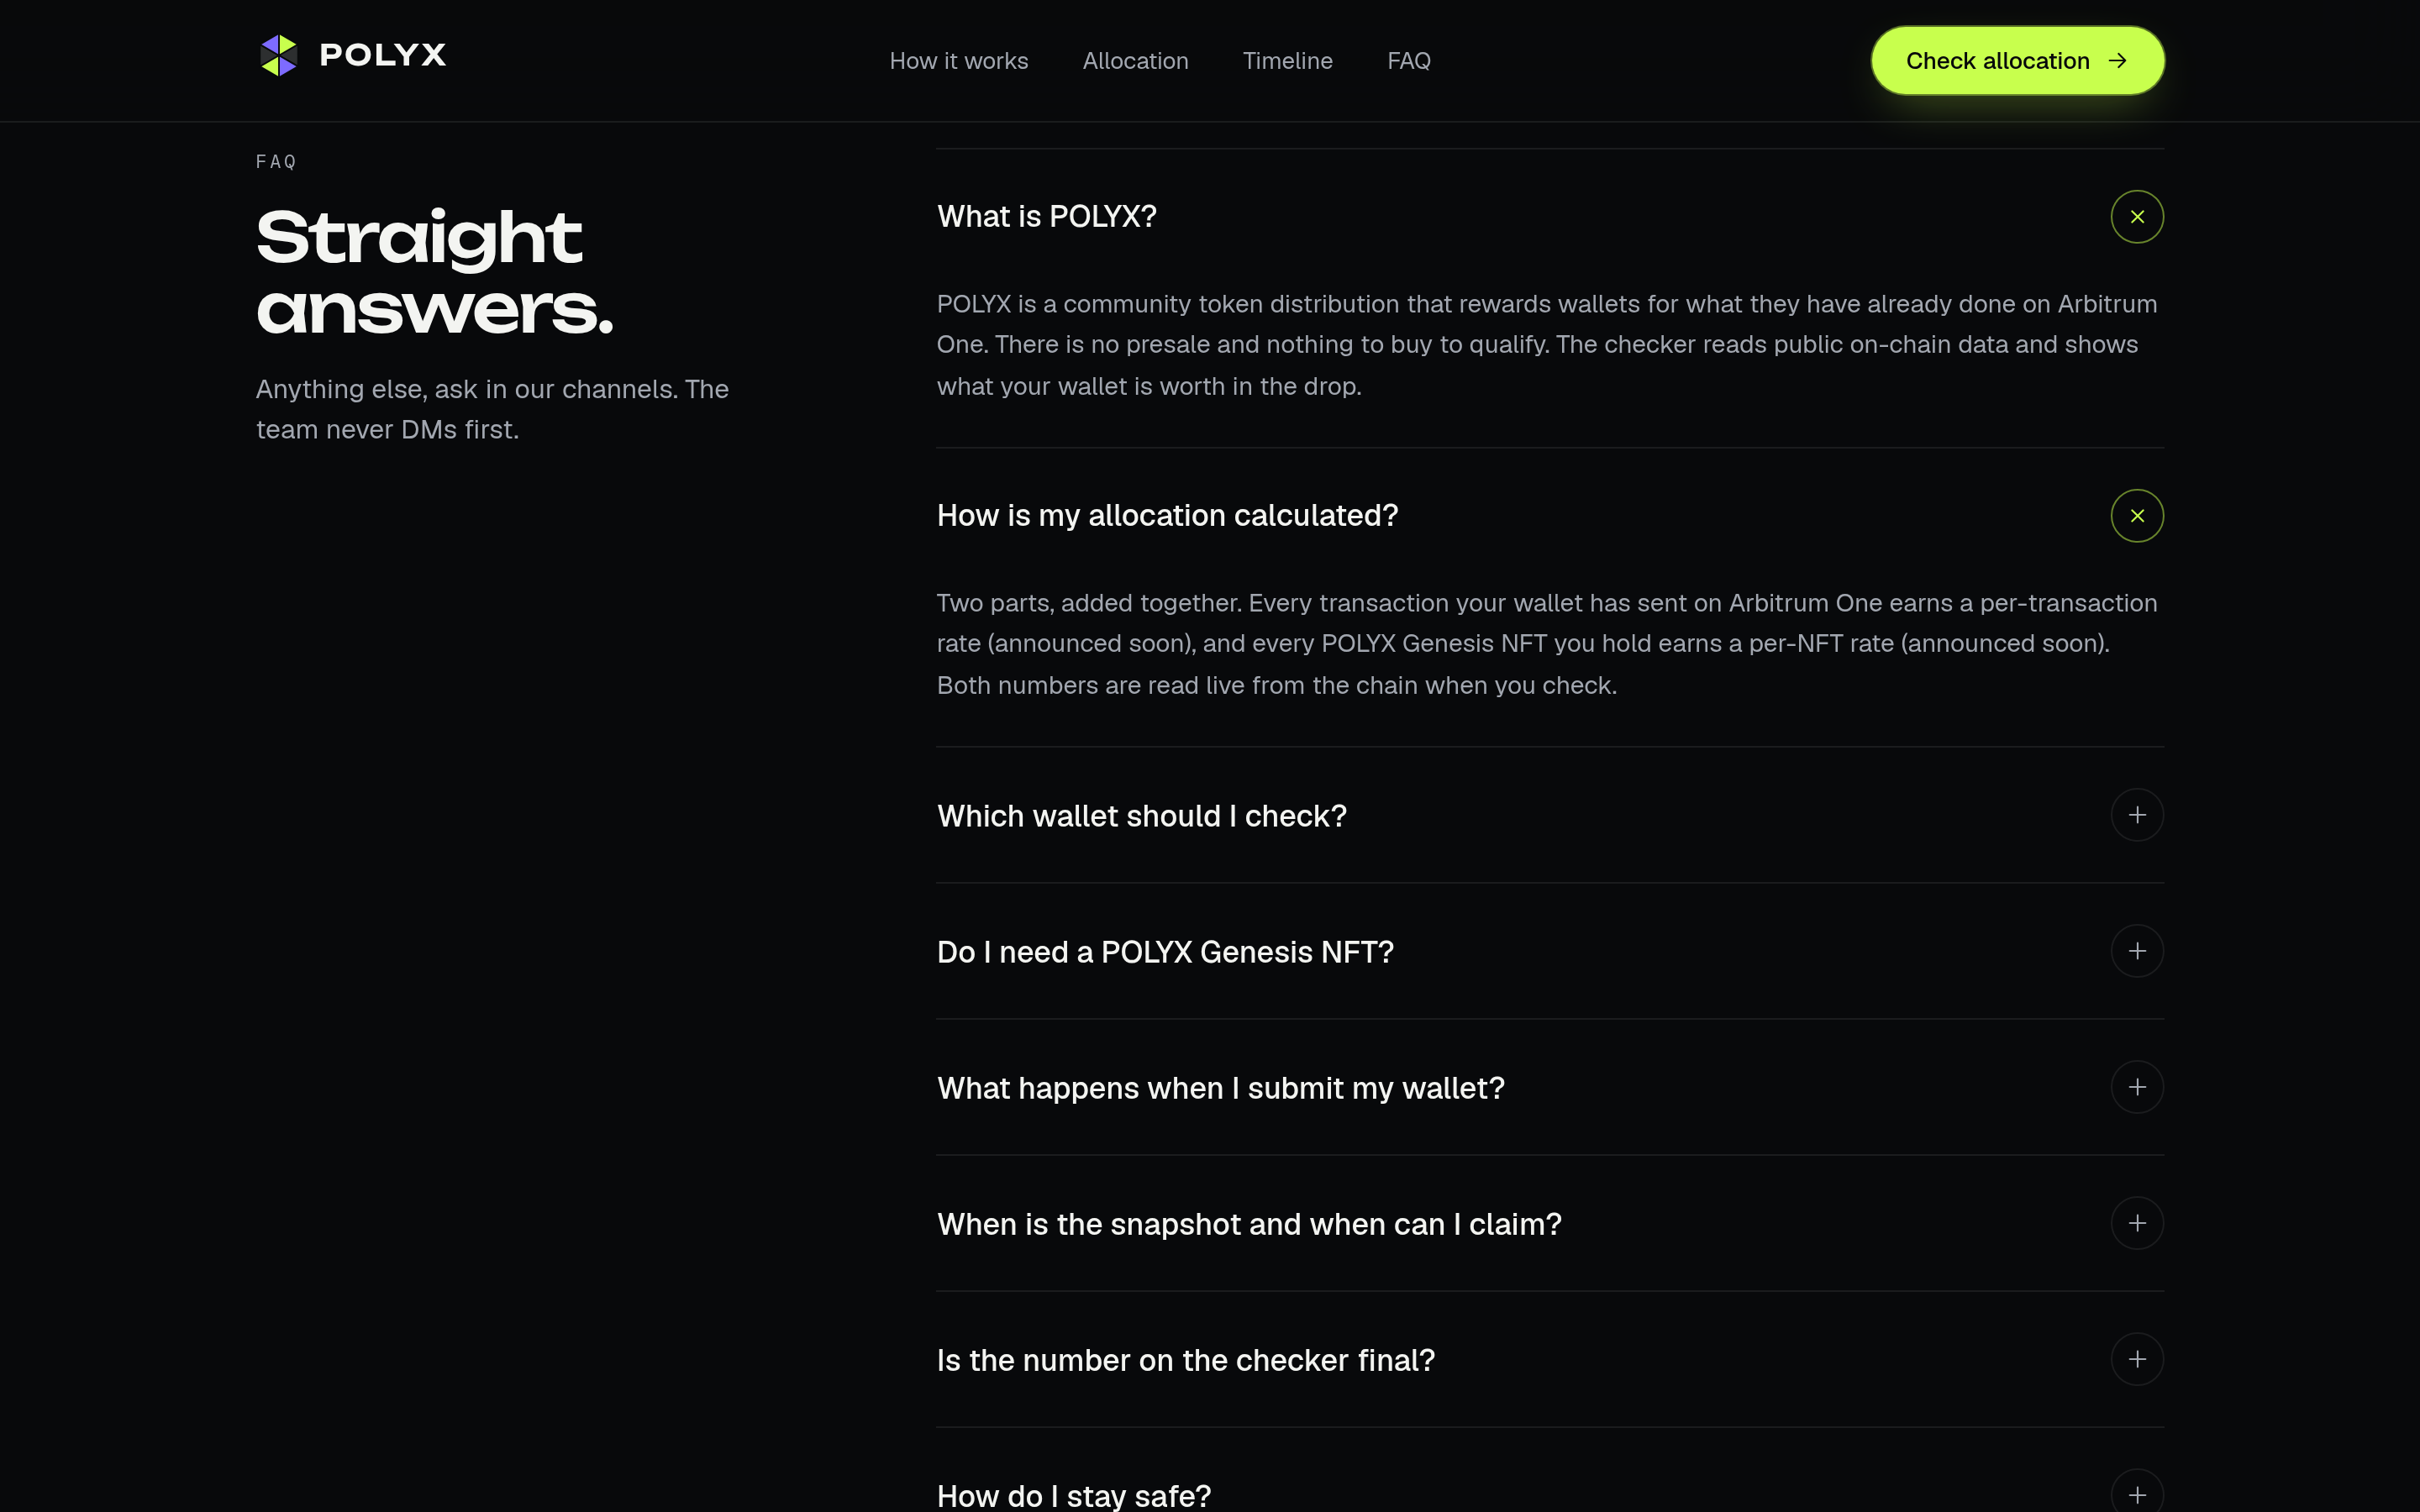 POLYX
How it works
Allocation
Timeline
FAQ
Check allocation
FAQ
Straight
answers.
Anything else, ask in our channels. The
team never DMs first.
What is POLYX?
POLYX is a community token distribution that rewards wallets for what they have already done on Arbitrum
One. There is no presale and nothing to buy to qualify. The checker reads public on-chain data and shows
what your wallet is worth in the drop.
How is my allocation calculated?
Two parts, added together. Every transaction your wallet has sent on Arbitrum One earns a per-transaction
rate (announced soon), and every POLYX Genesis NFT you hold earns a per-NFT rate (announced soon).
Both numbers are read live from the chain when you check.
Which wallet should I check?
Do I need a POLYX Genesis NFT?
What happens when I submit my wallet?
When is the snapshot and when can I claim?
Is the number on the checker final?
How do I stay safe?